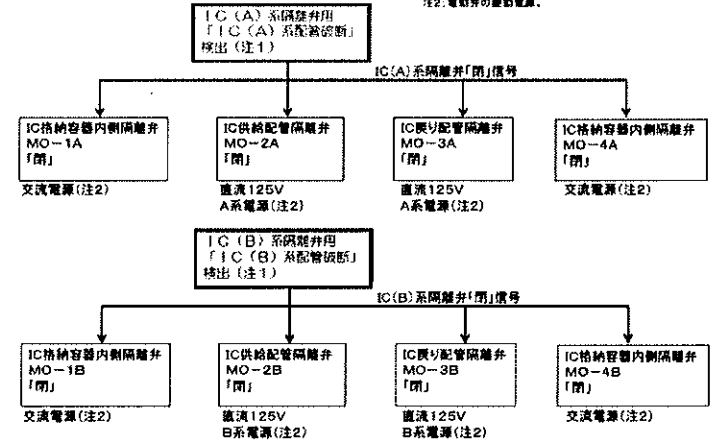 注2:電動弁の駆動電源。
IC(A)系隔離弁用
「IC(A)系配管破断」
検出(注1)
IC(A)系隔離弁「閉」信号
IC格納容器内側隔離弁
MO-1A
「閉」
交流電源(注2)
IC供給配管隔離弁
MO-2A
「閉」
直流125V
A系電源(注2)
IC戻り配管隔離弁
MO-3A
「閉」
直流125V
A系電源(注2)
IC格納容器内側隔離弁
MO-4A
「閉」
交流電源(注2)
IC(B)系隔離弁用
「IC(B)系配管破断」
検出(注1)
IC(B)系隔離弁「閉」信号
IC格納容器内側隔離弁
MO-1B
「閉」
交流電源(注2)
IC供給配管隔離弁
MO-2B
「閉」
直流125V
B系電源(注2)
IC戻り配管隔離弁
MO-3B
「閉」
直流125V
B系電源(注2)
IC格納容器内側隔離弁
MO-4B
「閉」
交流電源(注2)